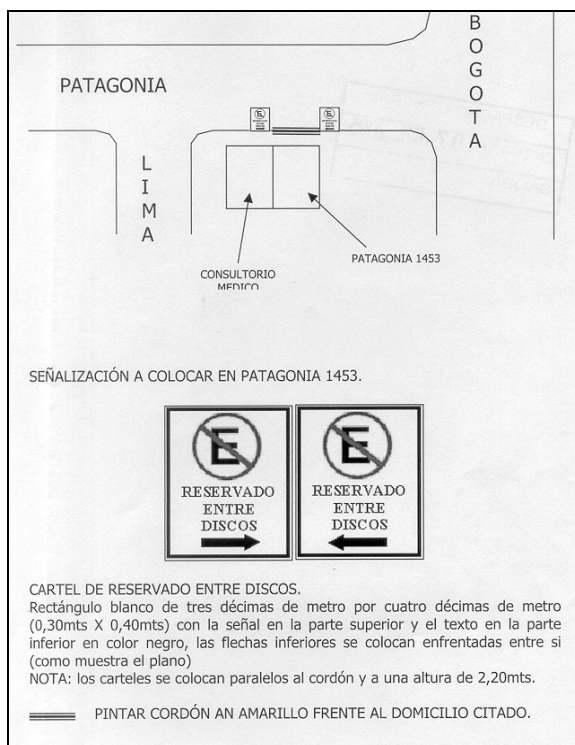 BOGOTA
PATAGONIA
LIMA
PATAGONIA 1453
CONSULTORIO
MEDICO
SEÑALIZACIÓN A COLOCAR EN PATAGONIA 1453.
E
RESERVADO
ENTRE
DISCOS
E
RESERVADO
ENTRE
DISCOS
CARTEL DE RESERVADO ENTRE DISCOS.
Rectángulo blanco de tres décimas de metro por cuatro décimas de metro
(0,30mts X 0,40mts) con la señal en la parte superior y el texto en la parte
inferior en color negro, las flechas inferiores se colocan enfrentadas entre si
(como muestra el plano)
NOTA: los carteles se colocan paralelos al cordón y a una altura de 2,20mts.
PINTAR CORDÓN AN AMARILLO FRENTE AL DOMICILIO CITADO.